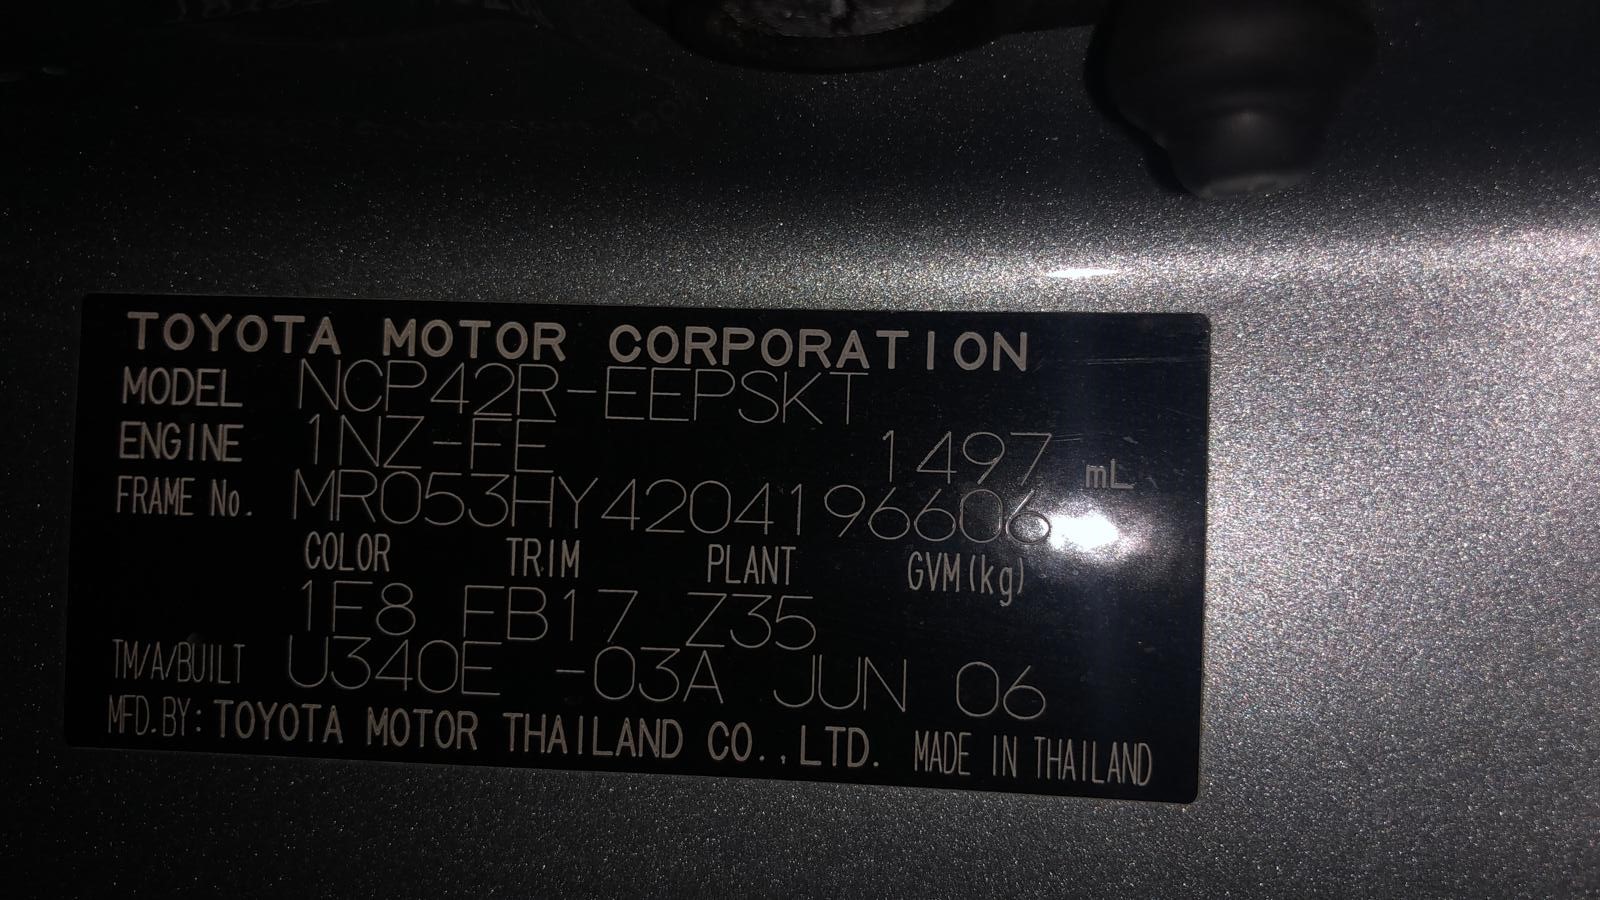 TOYOTA MOTOR CORPORATION
MODEL NCP42R-EEPSKT
ENGINE 1NZ-FE 1497 mL
FRAME No. MR053HY4204196606
COLOR TRIM PLANT GVM(kg)
1F8 FB17 Z35
TM/A/BUILT U340E -03A JUN 06
MFD.BY: TOYOTA MOTOR THAILAND CO.,LTD. MADE IN THAILAND